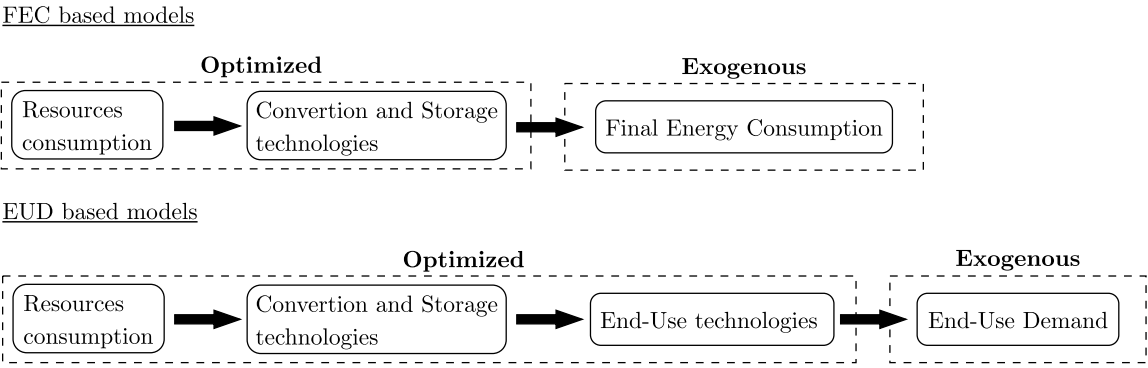 FEC based models
Optimized
Exogenous
Resources
consumption
Convertion and Storage
technologies
Final Energy Consumption
EUD based models
Optimized
Exogenous
Resources
consumption
Convertion and Storage
technologies
End-Use technologies
End-Use Demand